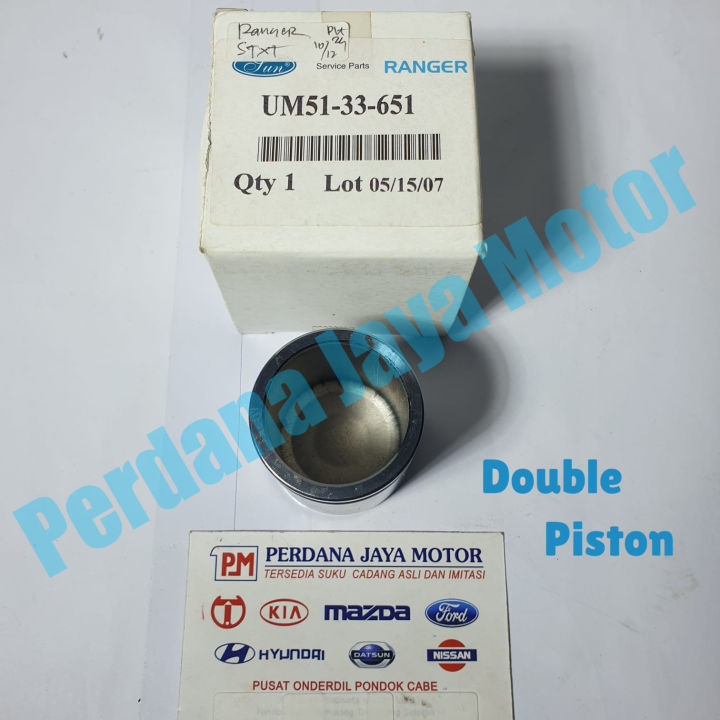 Ranger
STXT
Sun
Service Parts
RANGER
UM51-33-651
Qty 1 Lot 05/15/07
Perdana Jaya Motor
Double
Piston
PJM PERDANA JAYA MOTOR
TERSEDIA SUKU CADANG ASLI DAN IMITASI
KIA mazda Ford
HYUNDAI DATSUN NISSAN
PUSAT ONDERDIL PONDOK CABE